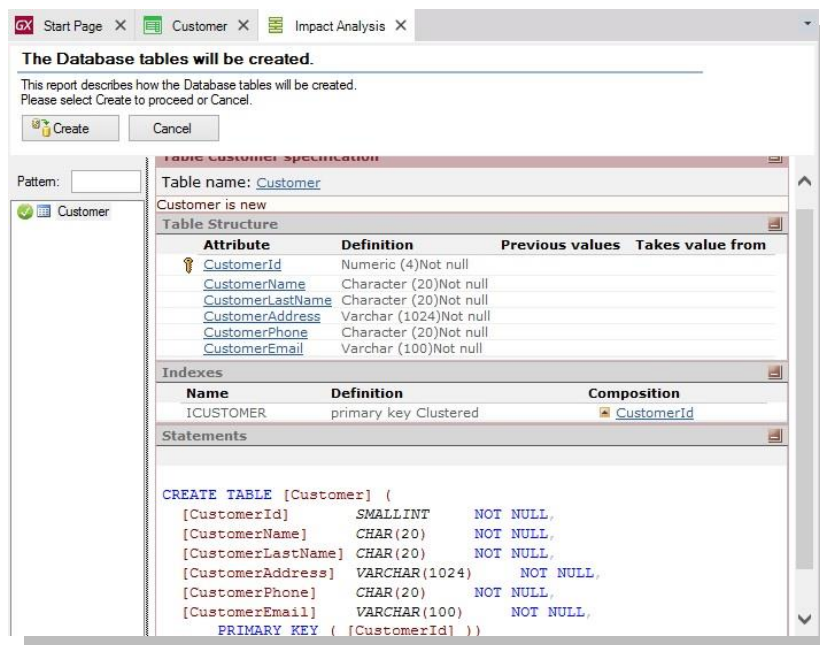 GX Start Page X Customer X Impact Analysis X
The Database tables will be created.
This report describes how the Database tables will be created.
Please select Create to proceed or Cancel.
Create Cancel
Table Customer specification
Pattern: Table name: Customer
Customer Customer is new
Table Structure
Attribute Definition Previous values Takes value from
CustomerId Numeric (4)Not null
CustomerName Character (20)Not null
CustomerLastName Character (20)Not null
CustomerAddress Varchar (1024)Not null
CustomerPhone Character (20)Not null
CustomerEmail Varchar (100)Not null
Indexes
Name Definition Composition
ICUSTOMER primary key Clustered CustomerId
Statements
CREATE TABLE [Customer] (
[CustomerId] SMALLINT NOT NULL,
[CustomerName] CHAR(20) NOT NULL,
[CustomerLastName] CHAR(20) NOT NULL,
[CustomerAddress] VARCHAR(1024) NOT NULL,
[CustomerPhone] CHAR(20) NOT NULL,
[CustomerEmail] VARCHAR(100) NOT NULL,
PRIMARY KEY ( [CustomerId] ))